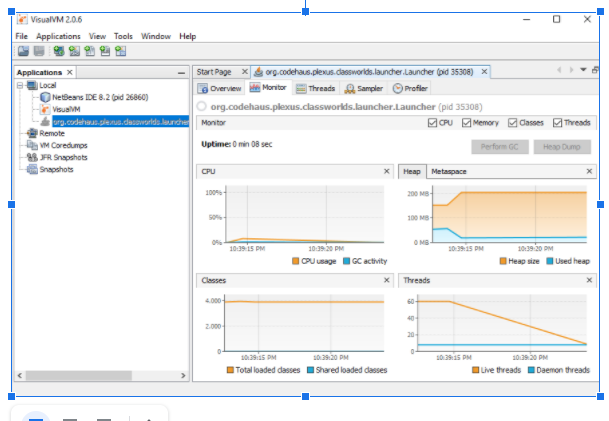 VisualVM 2.0.6
File Applications View Tools Window Help
Applications
Local
NetBeans IDE 8.2 (pid 26860)
VisualVM
org.codehaus.plexus.classworlds.launcher
Remote
VM Coredumps
JFR Snapshots
Snapshots
Start Page
org.codehaus.plexus.classworlds.launcher.Launcher (pid 35308)
Overview Monitor Threads Sampler Profiler
org.codehaus.plexus.classworlds.launcher.Launcher (pid 35308)
Monitor CPU Memory Classes Threads
Uptime: 0 min 08 sec Perform GC Heap Dump
CPU
100%
50%
0%
10:39:15 PM 10:39:20 PM
CPU usage GC activity
Heap Metaspace
200 MB
100 MB
0 MB
10:39:15 PM 10:39:20 PM
Heap size Used heap
Classes
4.000
2.000
0
10:39:15 PM 10:39:20 PM
Total loaded classes Shared loaded classes
Threads
60
40
20
0
10:39:15 PM 10:39:20 PM
Live threads Daemon threads